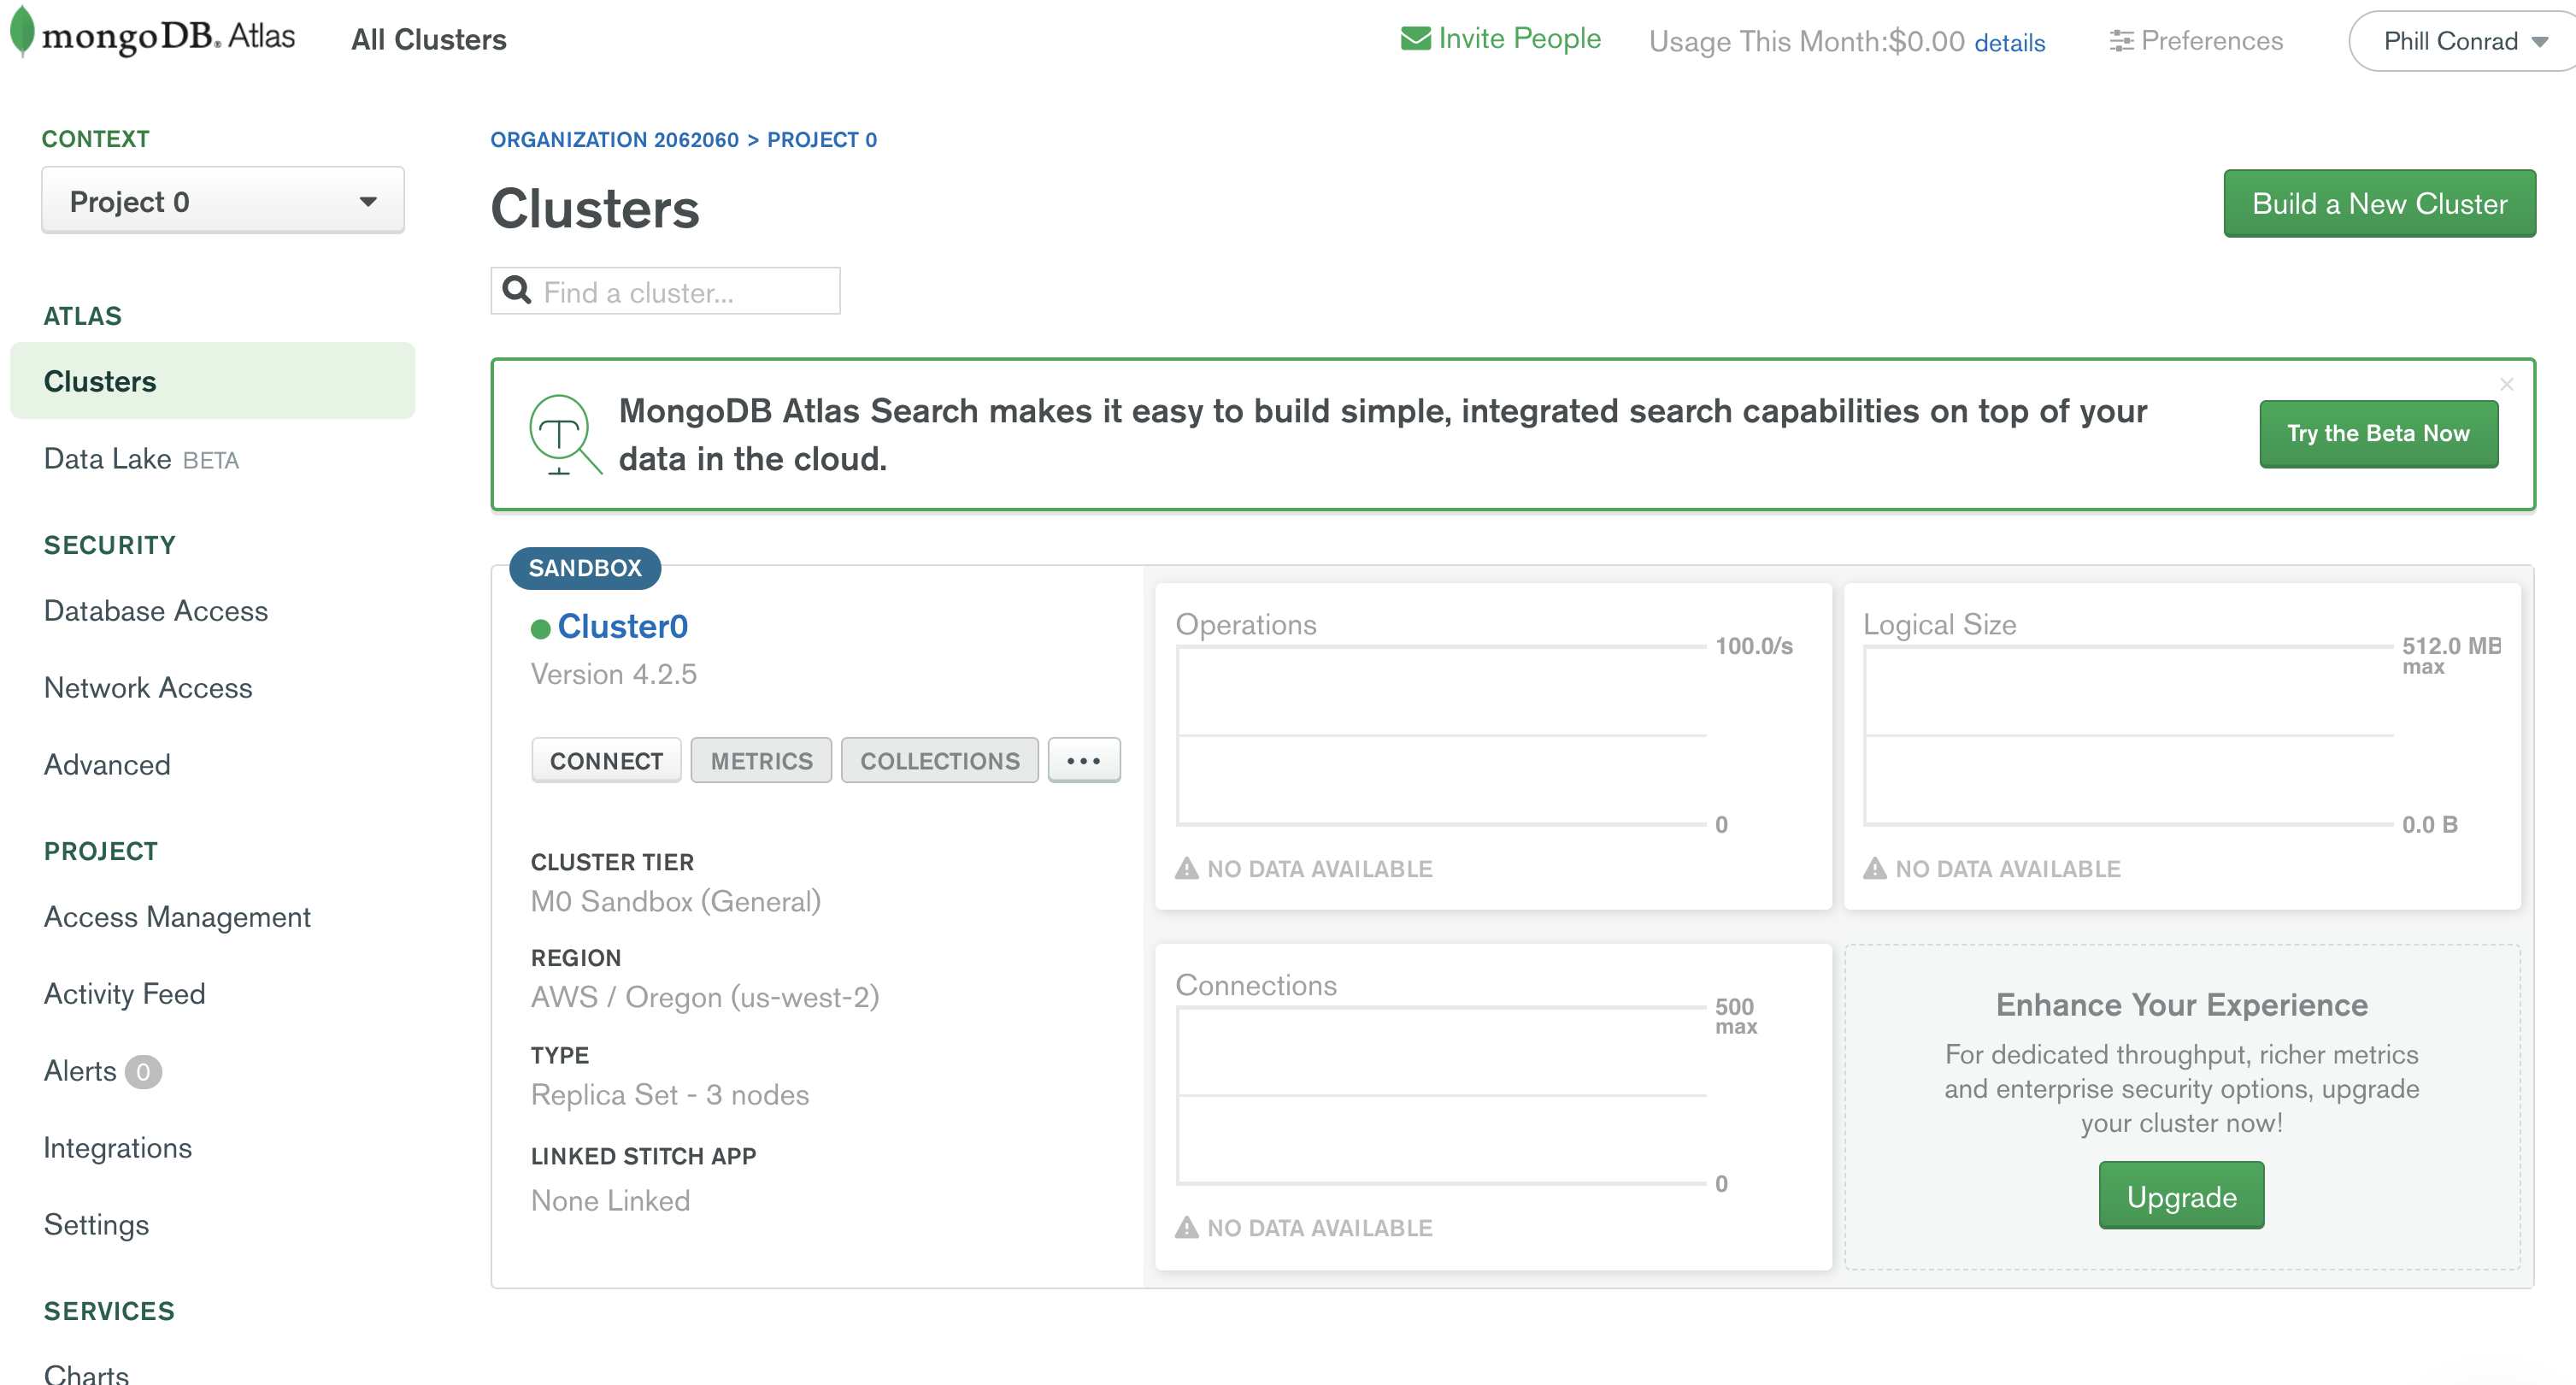 mongoDB. Atlas
All Clusters
Invite People
Usage This Month:$0.00 details
Preferences
Phill Conrad
CONTEXT
Project 0
ATLAS
Clusters
Data Lake BETA
SECURITY
Database Access
Network Access
Advanced
PROJECT
Access Management
Activity Feed
Alerts 0
Integrations
Settings
SERVICES
Charts
ORGANIZATION 2062060 > PROJECT 0
Clusters
Build a New Cluster
Find a cluster...
MongoDB Atlas Search makes it easy to build simple, integrated search capabilities on top of your
data in the cloud.
Try the Beta Now
SANDBOX
Cluster0
Version 4.2.5
CONNECT
METRICS
COLLECTIONS
CLUSTER TIER
M0 Sandbox (General)
REGION
AWS / Oregon (us-west-2)
TYPE
Replica Set - 3 nodes
LINKED STITCH APP
None Linked
Operations
100.0/s
0
NO DATA AVAILABLE
Logical Size
512.0 MB
max
0.0 B
NO DATA AVAILABLE
Connections
500
max
0
NO DATA AVAILABLE
Enhance Your Experience
For dedicated throughput, richer metrics
and enterprise security options, upgrade
your cluster now!
Upgrade